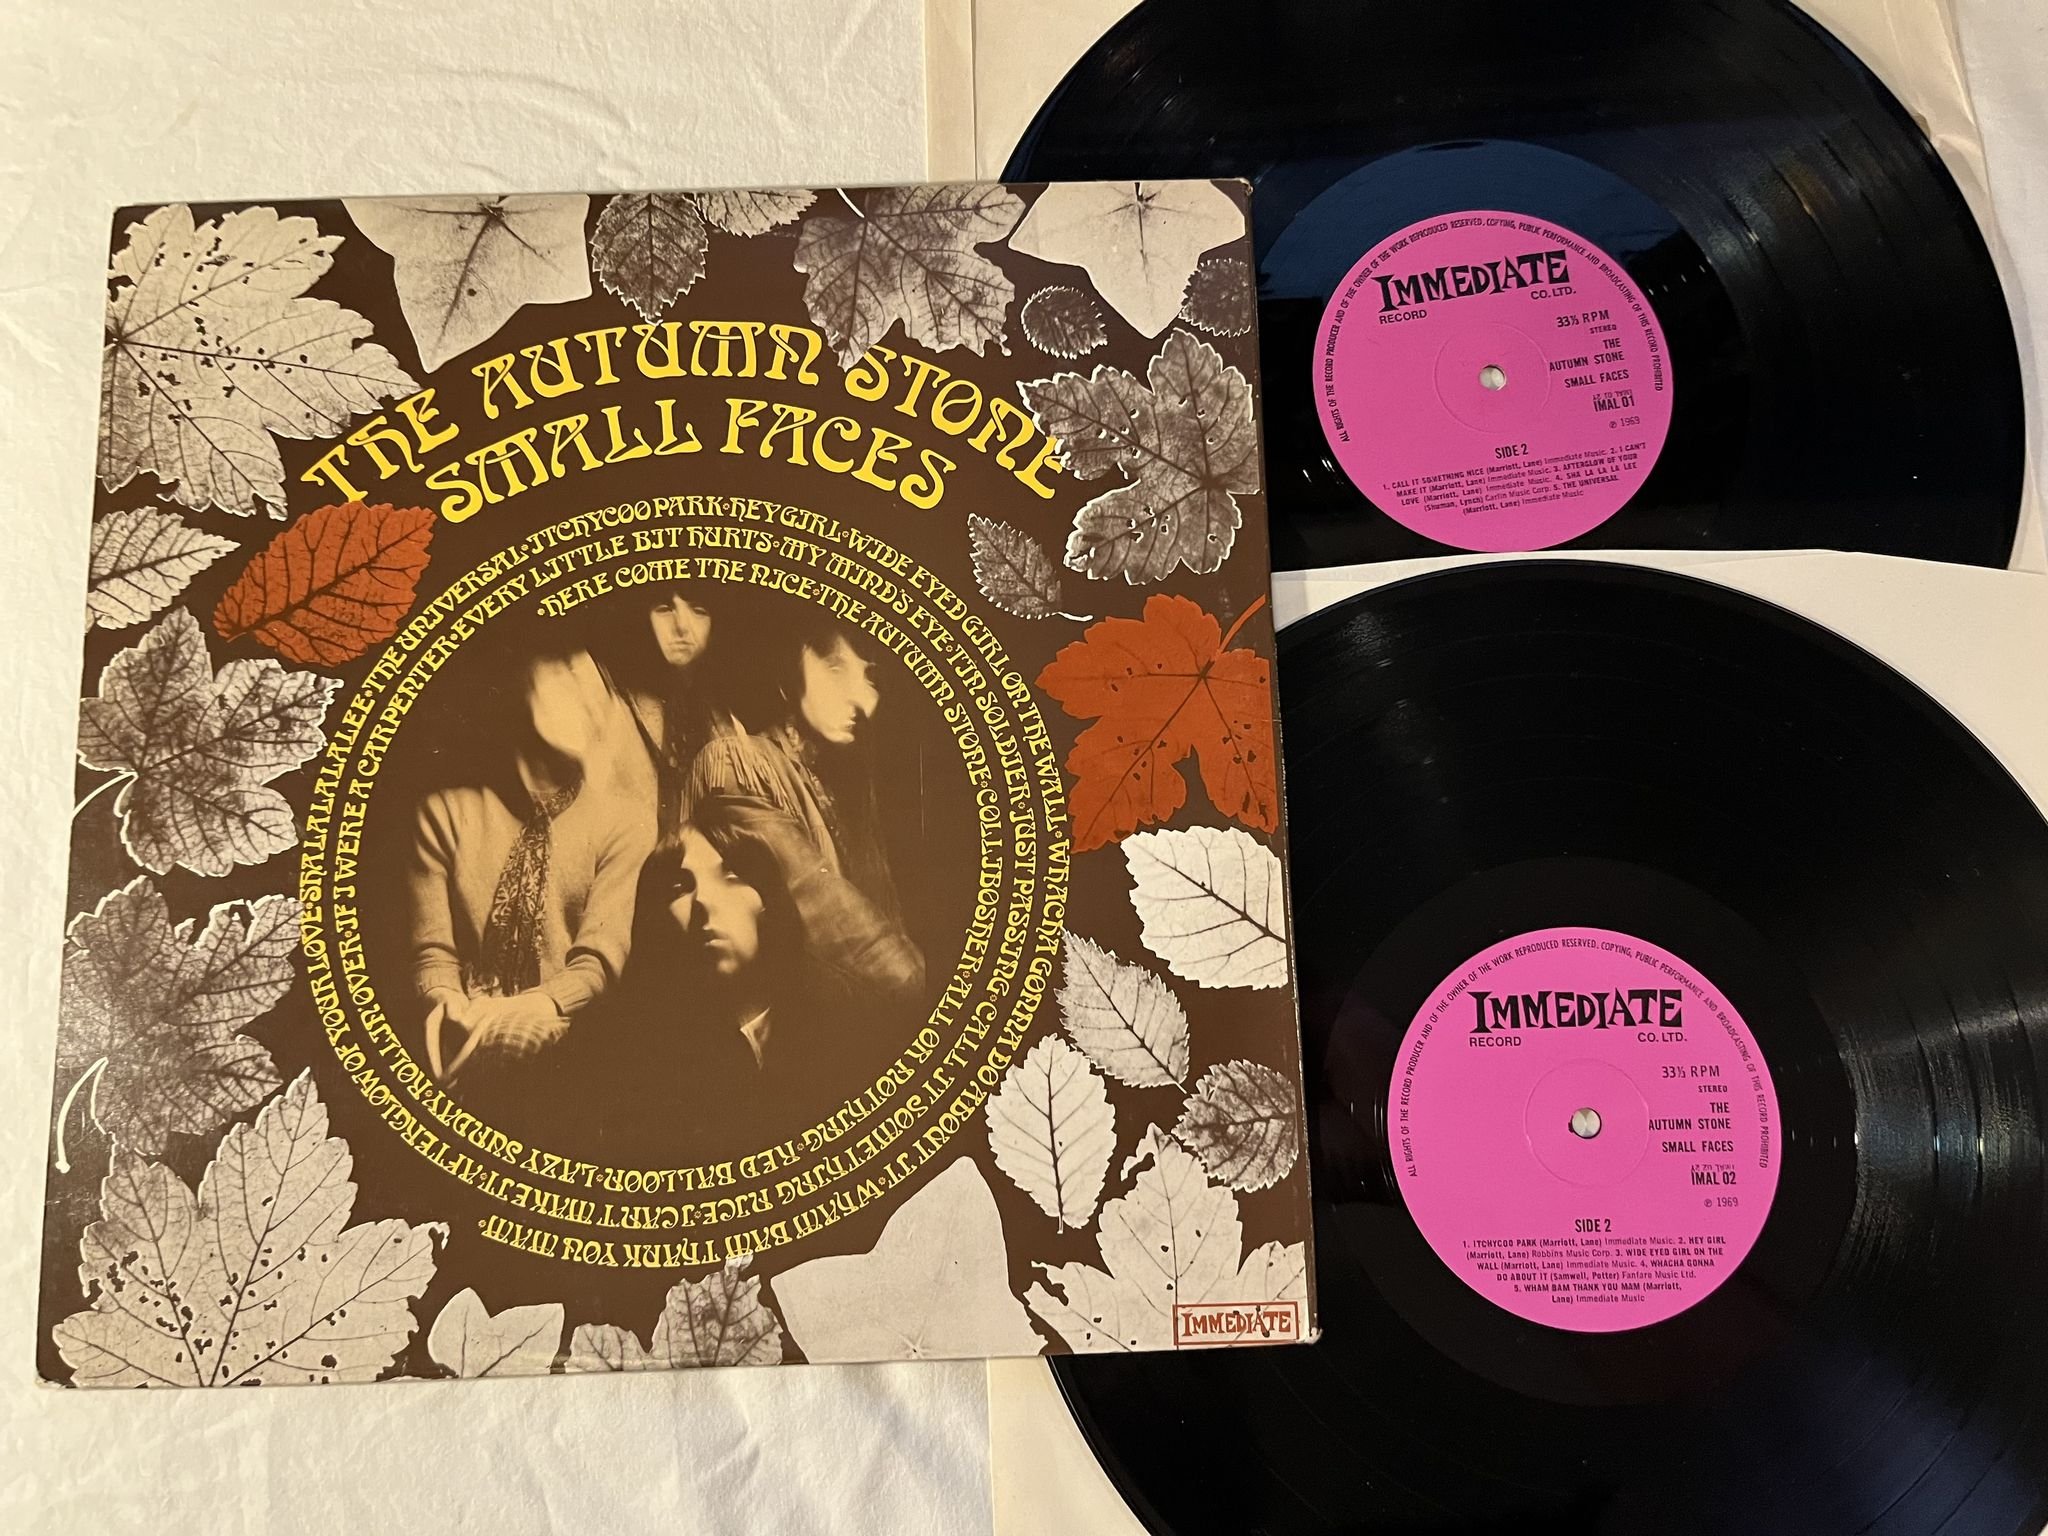 THE AUTUMN STONE
SMALL FACES
HERE COME THE NICE·THE AUTUMN STONE·COLLIBOSHER·ALL OR NOTHING·RED BALLOON·LAZY SUNDAY·ROLLIN' OVER·IF I WERE A CARPENTER·EVERY LITTLE BIT HURTS·MY MIND'S EYE·TIN SOLDIER·JUST PASSING·CALL IT SOMETHING NICE·I CAN'T MAKE IT·AFTERGLOW OF YOUR LOVE·SHALALALALEE·THE UNIVERSAL·ITCHYCOO PARK·HEY GIRL·WIDE EYED GIRL ON THE WALL·WHACHA GONNA DO ABOUT IT·WHAM BAM THANK YOU MAM
IMMEDIATE
ALL RIGHTS OF THE RECORD PRODUCER AND OF THE OWNER OF THE WORK REPRODUCED RESERVED. COPYING, PUBLIC PERFORMANCE AND BROADCASTING OF THIS RECORD PROHIBITED
IMMEDIATE
RECORD CO. LTD.
33⅓ RPM
STEREO
THE
AUTUMN STONE
SMALL FACES
IMAL 01
℗ 1969
SIDE 2
1. CALL IT SOMETHING NICE (Marriott, Lane) Immediate Music. 2. I CAN'T
MAKE IT (Marriott, Lane) Immediate Music. 3. AFTERGLOW OF YOUR
LOVE (Marriott, Lane) Immediate Music. 4. SHA LA LA LA LEE
(Shuman, Lynch) Carlin Music Corp. 5. THE UNIVERSAL
(Marriott, Lane) Immediate Music
ALL RIGHTS OF THE RECORD PRODUCER AND OF THE OWNER OF THE WORK REPRODUCED RESERVED. COPYING, PUBLIC PERFORMANCE AND BROADCASTING OF THIS RECORD PROHIBITED
IMMEDIATE
RECORD CO. LTD.
33⅓ RPM
STEREO
THE
AUTUMN STONE
SMALL FACES
IMAL 02
℗ 1969
SIDE 2
1. ITCHYCOO PARK (Marriott, Lane) Immediate Music. 2. HEY GIRL
(Marriott, Lane) Robbins Music Corp. 3. WIDE EYED GIRL ON THE
WALL (Marriott, Lane) Immediate Music. 4, WHACHA GONNA
DO ABOUT IT (Samwell, Potter) Fanfare Music Ltd.
5. WHAM BAM THANK YOU MAM (Marriott,
Lane) Immediate Music